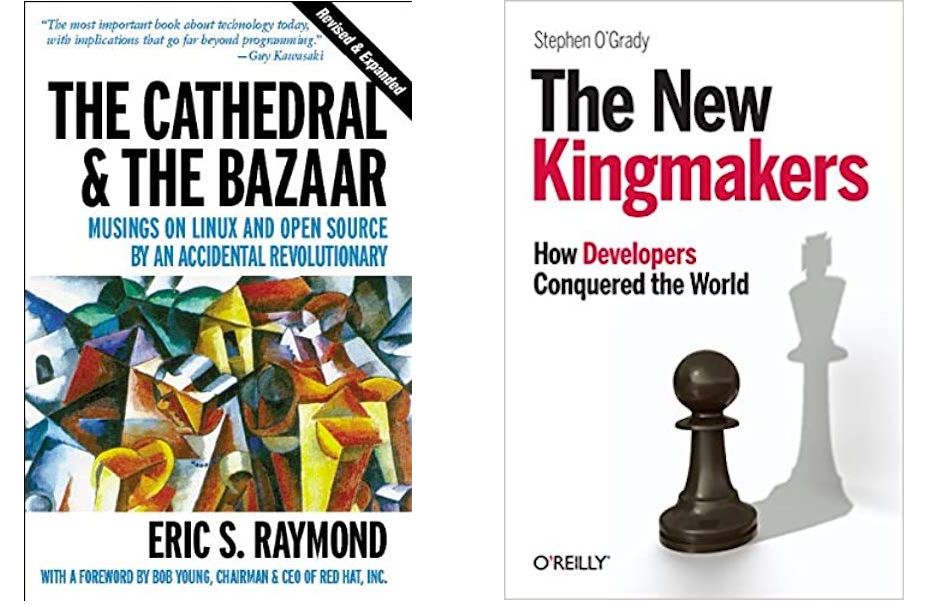 "The most important book about technology today,
with implications that go far beyond programming."
—Guy Kawasaki
Revised & Expanded
THE CATHEDRAL
& THE BAZAAR
MUSINGS ON LINUX AND OPEN SOURCE
BY AN ACCIDENTAL REVOLUTIONARY
ERIC S. RAYMOND
WITH A FOREWORD BY BOB YOUNG, CHAIRMAN & CEO OF RED HAT, INC.
Stephen O'Grady
The New
Kingmakers
How Developers
Conquered the World
O'REILLY®